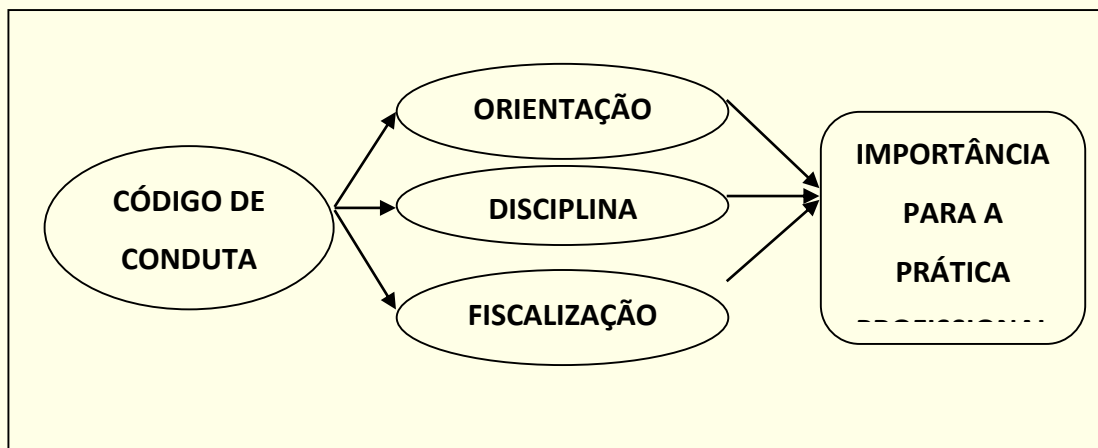 CÓDIGO DE
CONDUTA
ORIENTAÇÃO
DISCIPLINA
FISCALIZAÇÃO
IMPORTÂNCIA
PARA A
PRÁTICA